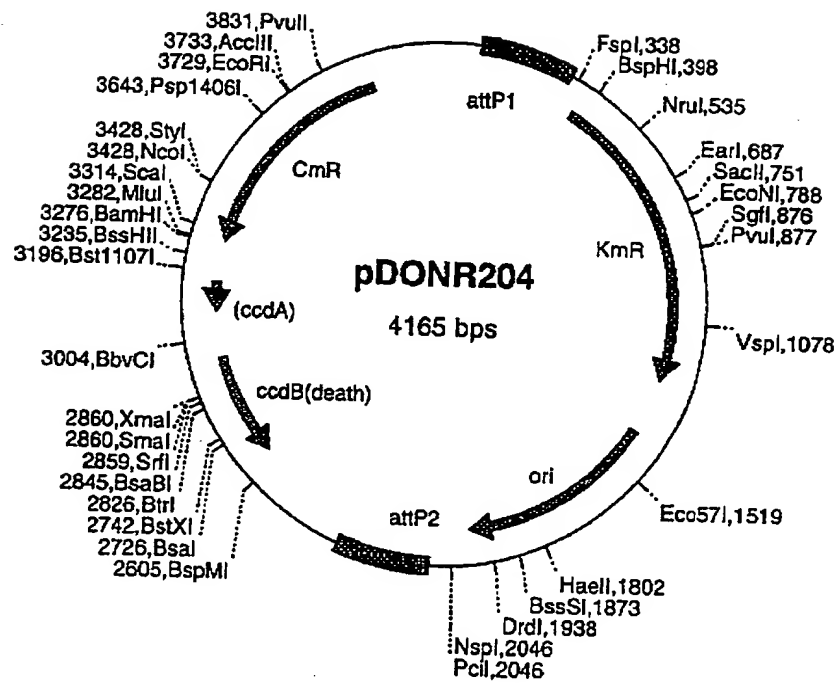 3831,PvuII
3733,AccIII
3729,EcoRI
3643,Psp1406I
3428,StyI
3428,NcoI
3314,ScaI
3282,MluI
3276,BamHI
3235,BssHII
3196,Bst1107I
3004,BbvCI
2860,XmaI
2860,SmaI
2859,SrfI
2845,BsaBI
2826,BtrI
2742,BstXI
2726,BsaI
2605,BspMI
attP1
CmR
KmR
pDONR204
4165 bps
(ccdA)
ccdB(death)
ori
attP2
FspI,338
BspHI,398
NruI,535
EarI,687
SacII,751
EcoNI,788
SgfI,876
PvuI,877
VspI,1078
Eco57I,1519
HaeII,1802
BssSI,1873
DrdI,1938
NspI,2046
PciI,2046